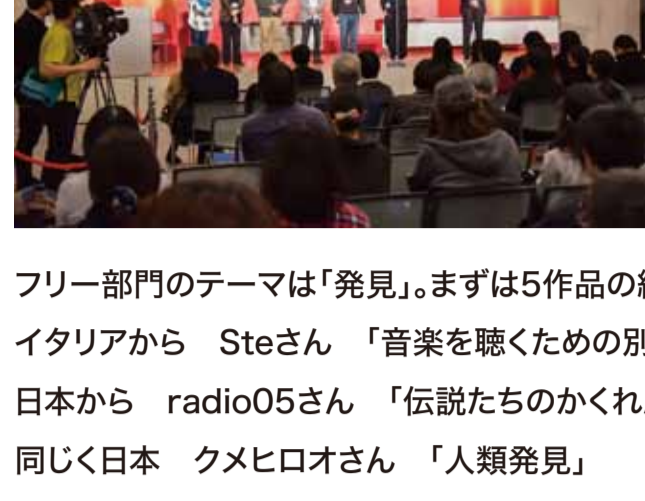 フリー部門のテーマは「発見」。まずは5作品の
イタリアから　Steさん　「音楽を聴くための別
日本から　radio05さん　「伝説たちのかくれ
同じく日本　クメヒロオさん　「人類発見」